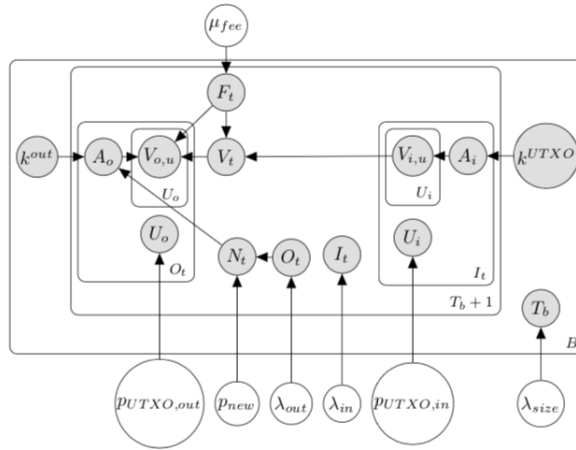 μ_fee
F_t
k^out A_o V_o,u V_t V_i,u A_i k^UTXO
U_o U_i
U_o N_t O_t I_t U_i
O_t I_t
T_b + 1
T_b
B
p_UTXO,out p_new λ_out λ_in p_UTXO,in λ_size